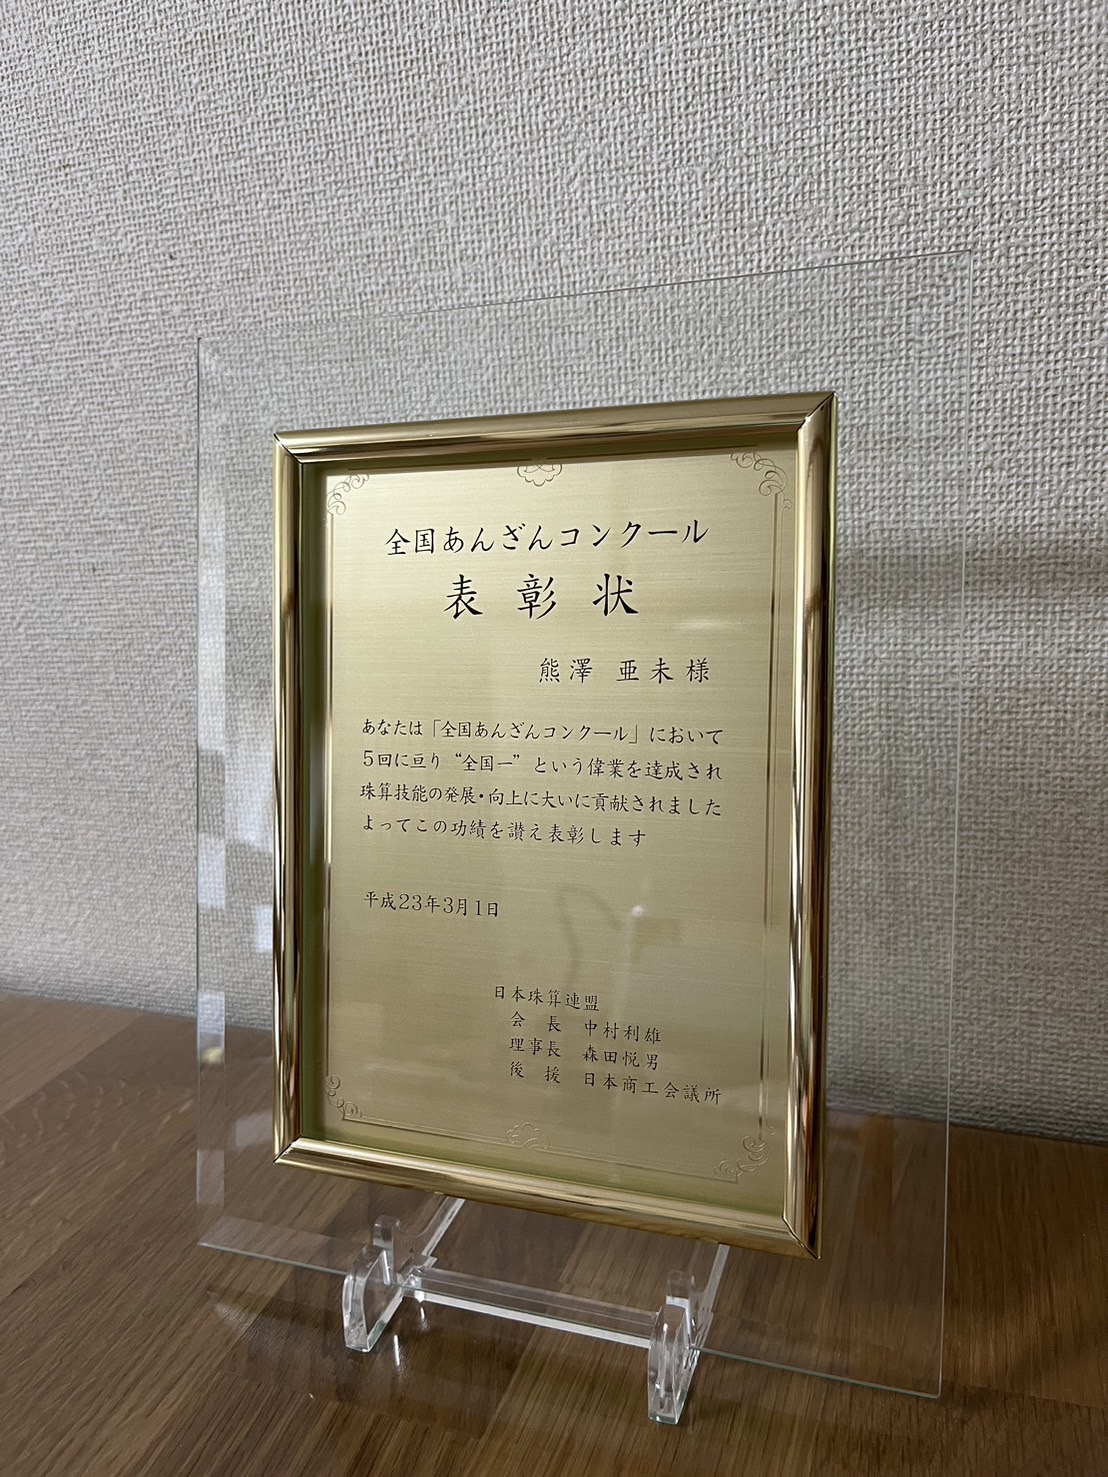 全国あんざんコンクール
表彰状
熊澤 亜未様
あなたは「全国あんざんコンクール」において
5回に亘り“全国一”という偉業を達成され
珠算技能の発展・向上に大いに貢献されました
よってこの功績を讃え表彰します
平成23年3月1日
日本珠算連盟
会 長 中村利雄
理事長 森田悦男
後 援 日本商工会議所